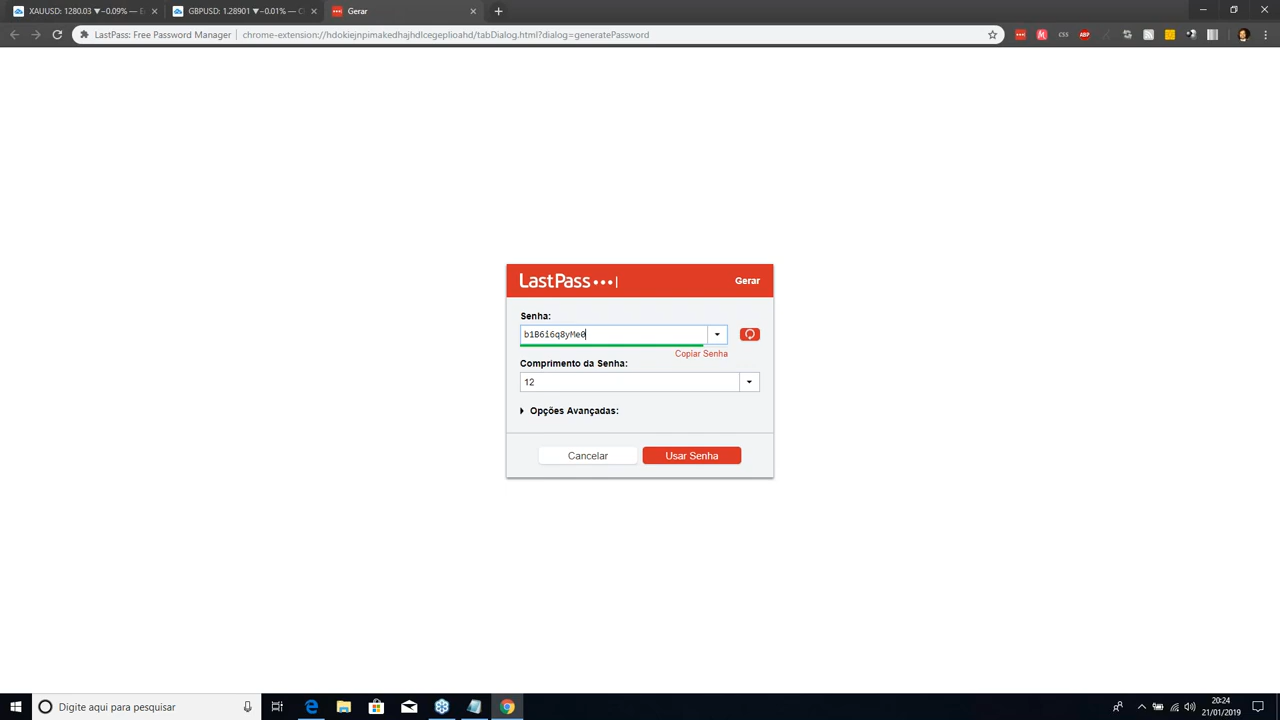 XAUUSD: 1280.03 ▼−0.09% —
GBPUSD: 1.28901 ▼−0.01% —
Gerar
LastPass: Free Password Manager
chrome-extension://hdokiejnpimakedhajhdlcegeplioahd/tabDialog.html?dialog=generatePassword
CSS
ABP
LastPass
Gerar
Senha:
b1B6i6q8yMe0
Copiar Senha
Comprimento da Senha:
12
Opções Avançadas:
Cancelar
Usar Senha
Digite aqui para pesquisar
20:24
21/01/2019